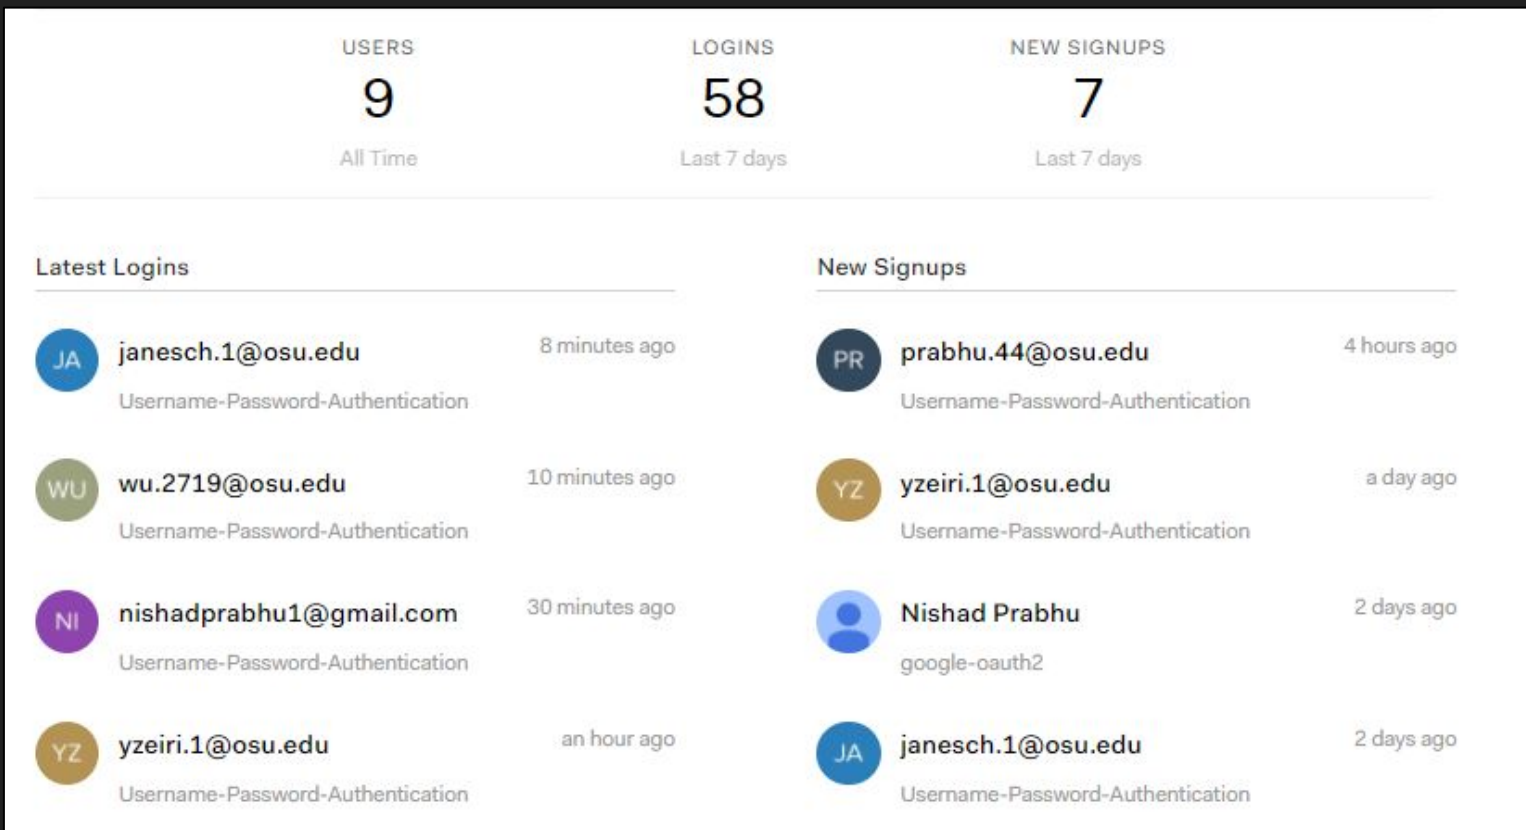 USERS
9
All Time
LOGINS
58
Last 7 days
NEW SIGNUPS
7
Last 7 days
Latest Logins
JA
janesch.1@osu.edu
8 minutes ago
Username-Password-Authentication
WU
wu.2719@osu.edu
10 minutes ago
Username-Password-Authentication
NI
nishadprabhu1@gmail.com
30 minutes ago
Username-Password-Authentication
YZ
yzeiri.1@osu.edu
an hour ago
Username-Password-Authentication
New Signups
PR
prabhu.44@osu.edu
4 hours ago
Username-Password-Authentication
YZ
yzeiri.1@osu.edu
a day ago
Username-Password-Authentication
Nishad Prabhu
2 days ago
google-oauth2
JA
janesch.1@osu.edu
2 days ago
Username-Password-Authentication